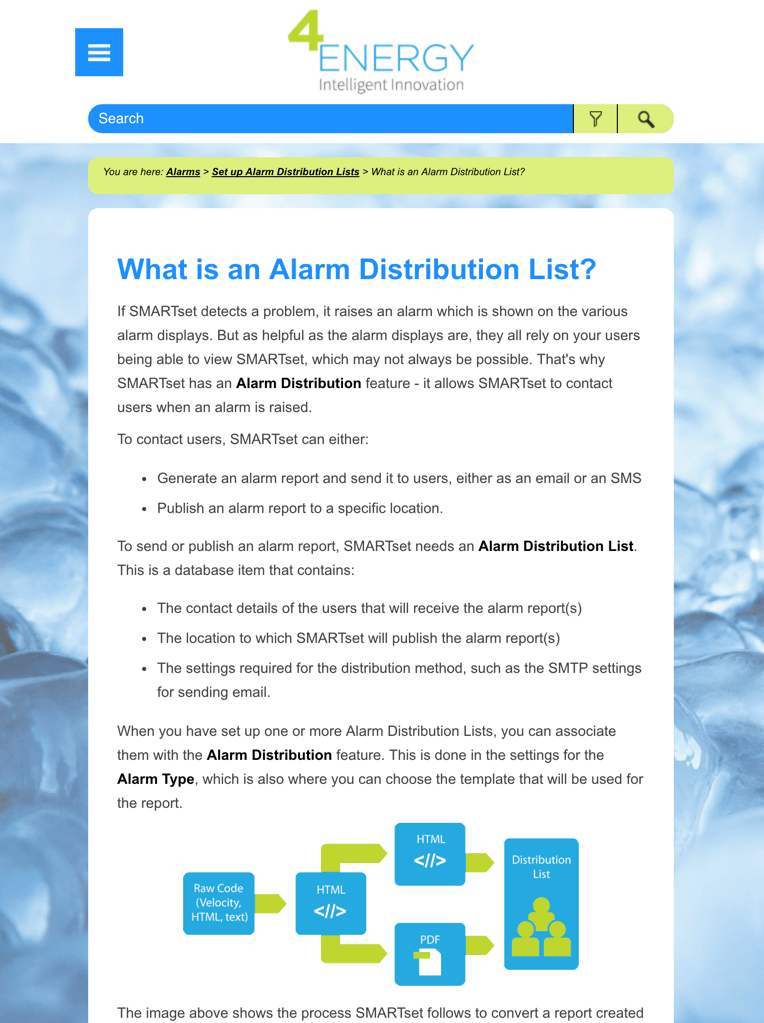 4
ENERGY
Intelligent Innovation
Search
You are here: Alarms > Set up Alarm Distribution Lists > What is an Alarm Distribution List?
What is an Alarm Distribution List?
If SMARTset detects a problem, it raises an alarm which is shown on the various
alarm displays. But as helpful as the alarm displays are, they all rely on your users
being able to view SMARTset, which may not always be possible. That's why
SMARTset has an Alarm Distribution feature - it allows SMARTset to contact
users when an alarm is raised.
To contact users, SMARTset can either:
• Generate an alarm report and send it to users, either as an email or an SMS
• Publish an alarm report to a specific location.
To send or publish an alarm report, SMARTset needs an Alarm Distribution List.
This is a database item that contains:
• The contact details of the users that will receive the alarm report(s)
• The location to which SMARTset will publish the alarm report(s)
• The settings required for the distribution method, such as the SMTP settings
for sending email.
When you have set up one or more Alarm Distribution Lists, you can associate
them with the Alarm Distribution feature. This is done in the settings for the
Alarm Type, which is also where you can choose the template that will be used for
the report.
Raw Code
(Velocity,
HTML, text)
HTML
<//>
HTML
<//>
PDF
Distribution
List
The image above shows the process SMARTset follows to convert a report created